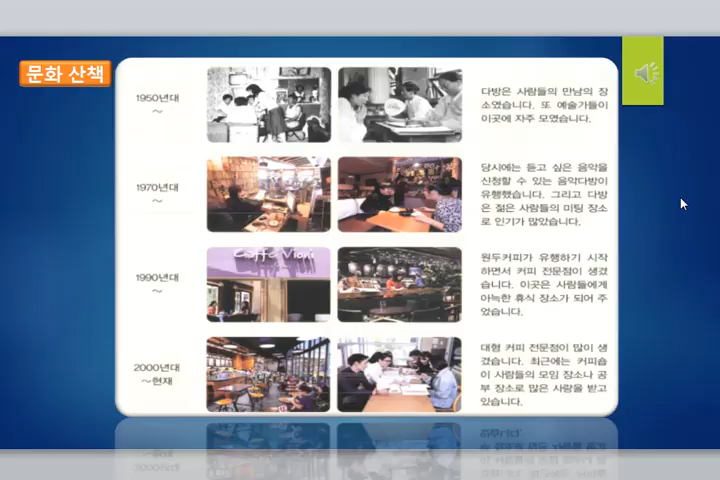 문화 산책
1950년대
~
다방은 사람들의 만남의 장
소였습니다. 또 예술가들이
이곳에 자주 모였습니다.
1970년대
~
당시에는 듣고 싶은 음악을
신청할 수 있는 음악다방이
유행했습니다. 그리고 다방
은 젊은 사람들의 미팅 장소
로 인기가 많았습니다.
1990년대
~
Caffe Vioni
원두커피가 유행하기 시작
하면서 커피 전문점이 생겼
습니다. 이곳은 사람들에게
아늑한 휴식 장소가 되어 주
었습니다.
2000년대
~현재
대형 커피 전문점이 많이 생
겼습니다. 최근에는 커피숍
이 사람들의 모임 장소나 공
부 장소로 많은 사랑을 받고
있습니다.